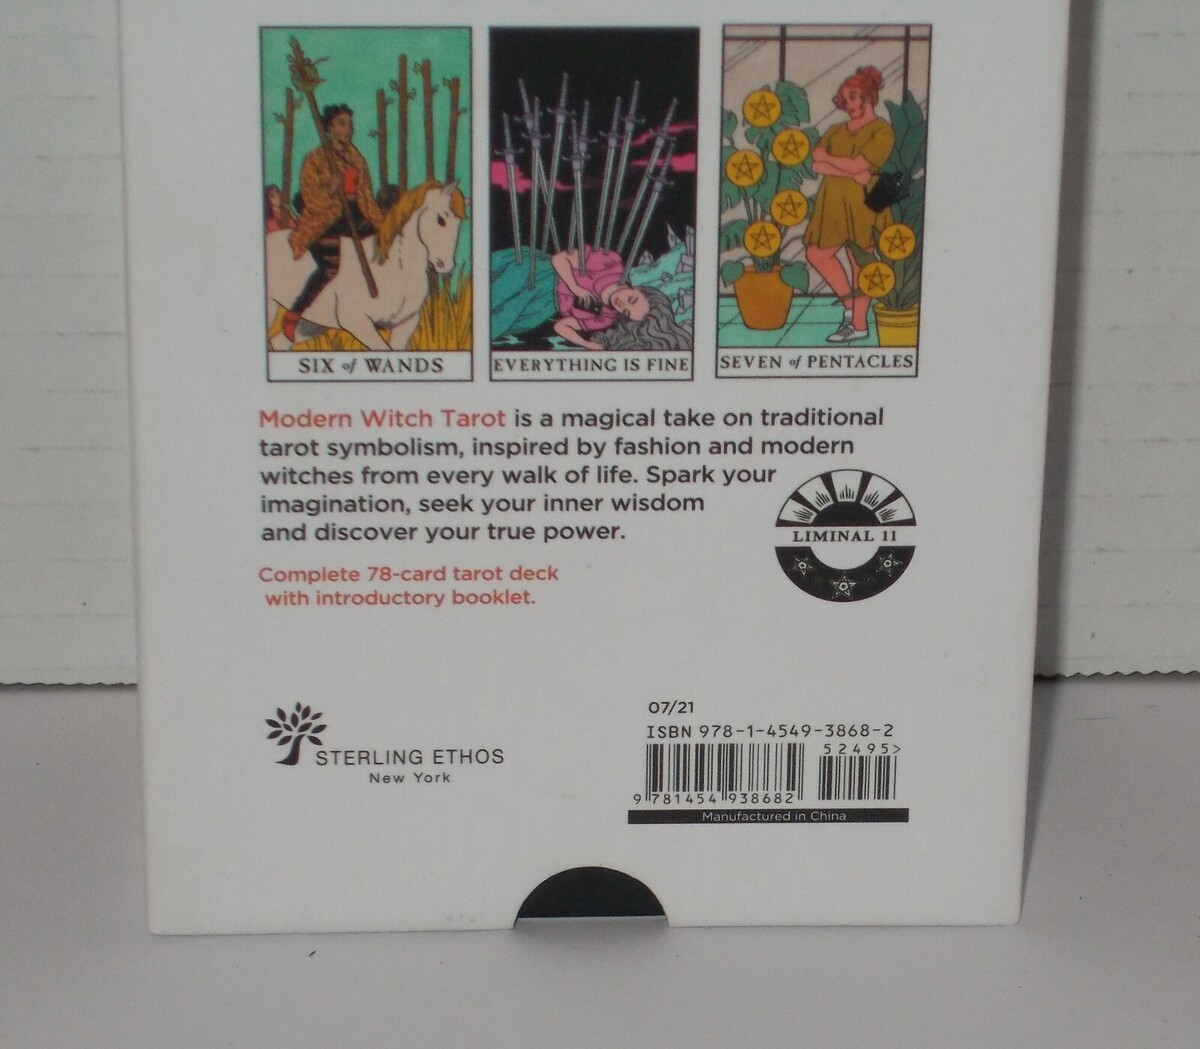 SIX of WANDS
EVERYTHING IS FINE
SEVEN of PENTACLES
Modern Witch Tarot is a magical take on traditional
tarot symbolism, inspired by fashion and modern
witches from every walk of life. Spark your
imagination, seek your inner wisdom
and discover your true power.
LIMINAL 11
Complete 78-card tarot deck
with introductory booklet.
STERLING ETHOS
New York
07/21
ISBN 978-1-4549-3868-2
52495>
9 781454 938682
Manufactured in China